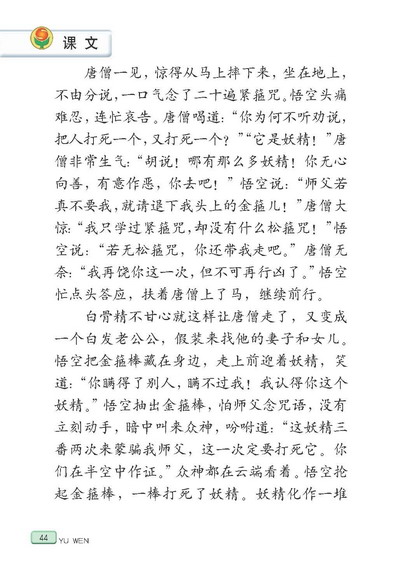 课文
唐僧一见，惊得从马上摔下来，坐在地上，
不由分说，一口气念了二十遍紧箍咒。悟空头痛
难忍，连忙哀告。唐僧喝道：“你为何不听劝说，
把人打死一个，又打死一个？”“它是妖精！”唐
僧非常生气：“胡说！哪有那么多妖精！你无心
向善，有意作恶，你去吧！”悟空说：“师父若
真不要我，就请退下我头上的金箍儿！”唐僧大
惊：“我只学过紧箍咒，却没有什么松箍咒！”悟
空说：“若无松箍咒，你还带我走吧。”唐僧无
奈：“我再饶你这一次，但不可再行凶了。”悟空
忙点头答应，扶着唐僧上了马，继续前行。
白骨精不甘心就这样让唐僧走了，又变成
一个白发老公公，假装来找他的妻子和女儿。
悟空把金箍棒藏在身边，走上前迎着妖精，笑
道：“你瞒得了别人，瞒不过我！我认得你这个
妖精。”悟空抽出金箍棒，怕师父念咒语，没有
立刻动手，暗中叫来众神，吩咐道：“这妖精三
番两次来蒙骗我师父，这一次定要打死它。你
们在半空中作证。”众神都在云端看着。悟空抡
起金箍棒，一棒打死了妖精。妖精化作一堆
44 YU WEN